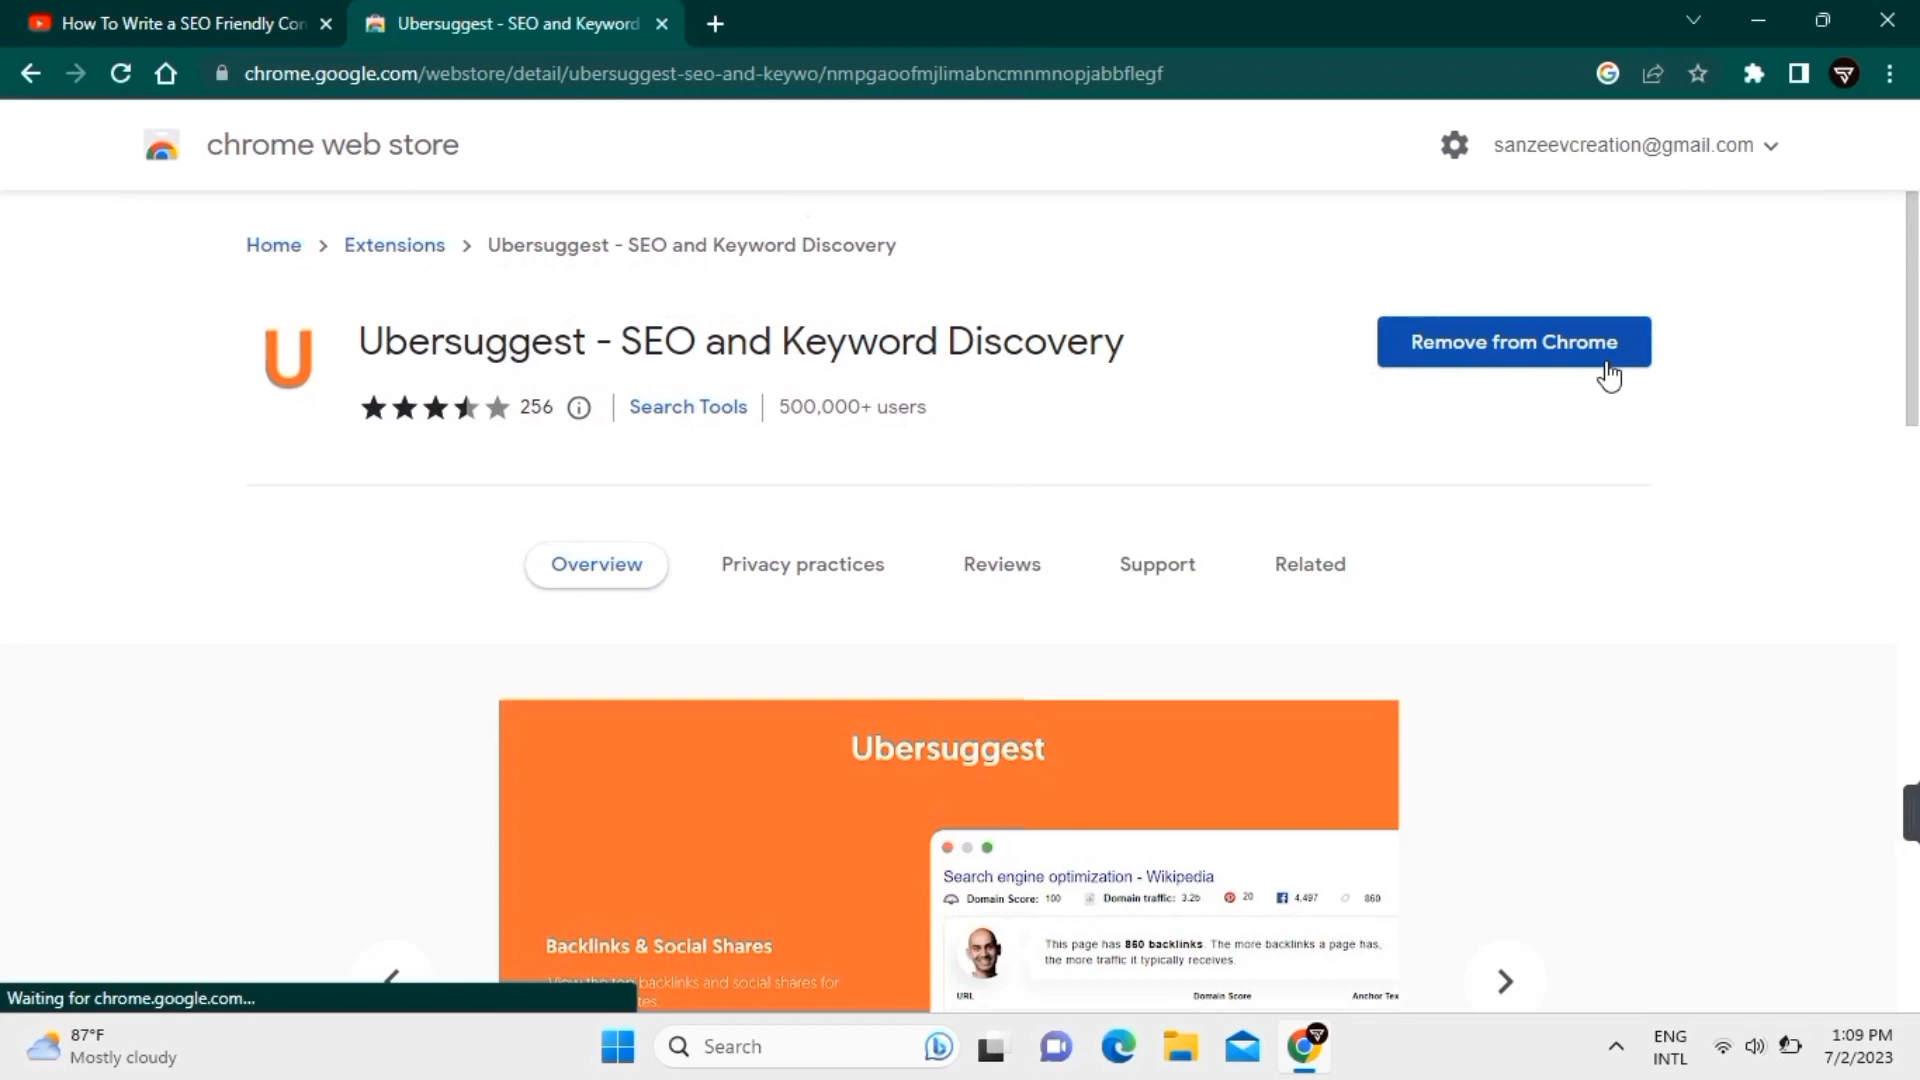 How To Write a SEO Friendly Con
Ubersuggest - SEO and Keyword
chrome.google.com/webstore/detail/ubersuggest-seo-and-keywo/nmpgaoofmjlimabncmnmnopjabbflegf
chrome web store
sanzeevcreation@gmail.com
Home > Extensions > Ubersuggest - SEO and Keyword Discovery
U
Ubersuggest - SEO and Keyword Discovery
Remove from Chrome
256 | Search Tools | 500,000+ users
Overview Privacy practices Reviews Support Related
Ubersuggest
Search engine optimization - Wikipedia
Domain Score: 100 Domain traffic: 3.2b 20 4,497 860
Backlinks & Social Shares
This page has 860 backlinks. The more backlinks a page has,
the more traffic it typically receives.
View the top backlinks and social shares for
URL Domain Score Anchor Tex
Waiting for chrome.google.com...
87°F
Mostly cloudy
Search
ENG
INTL
1:09 PM
7/2/2023